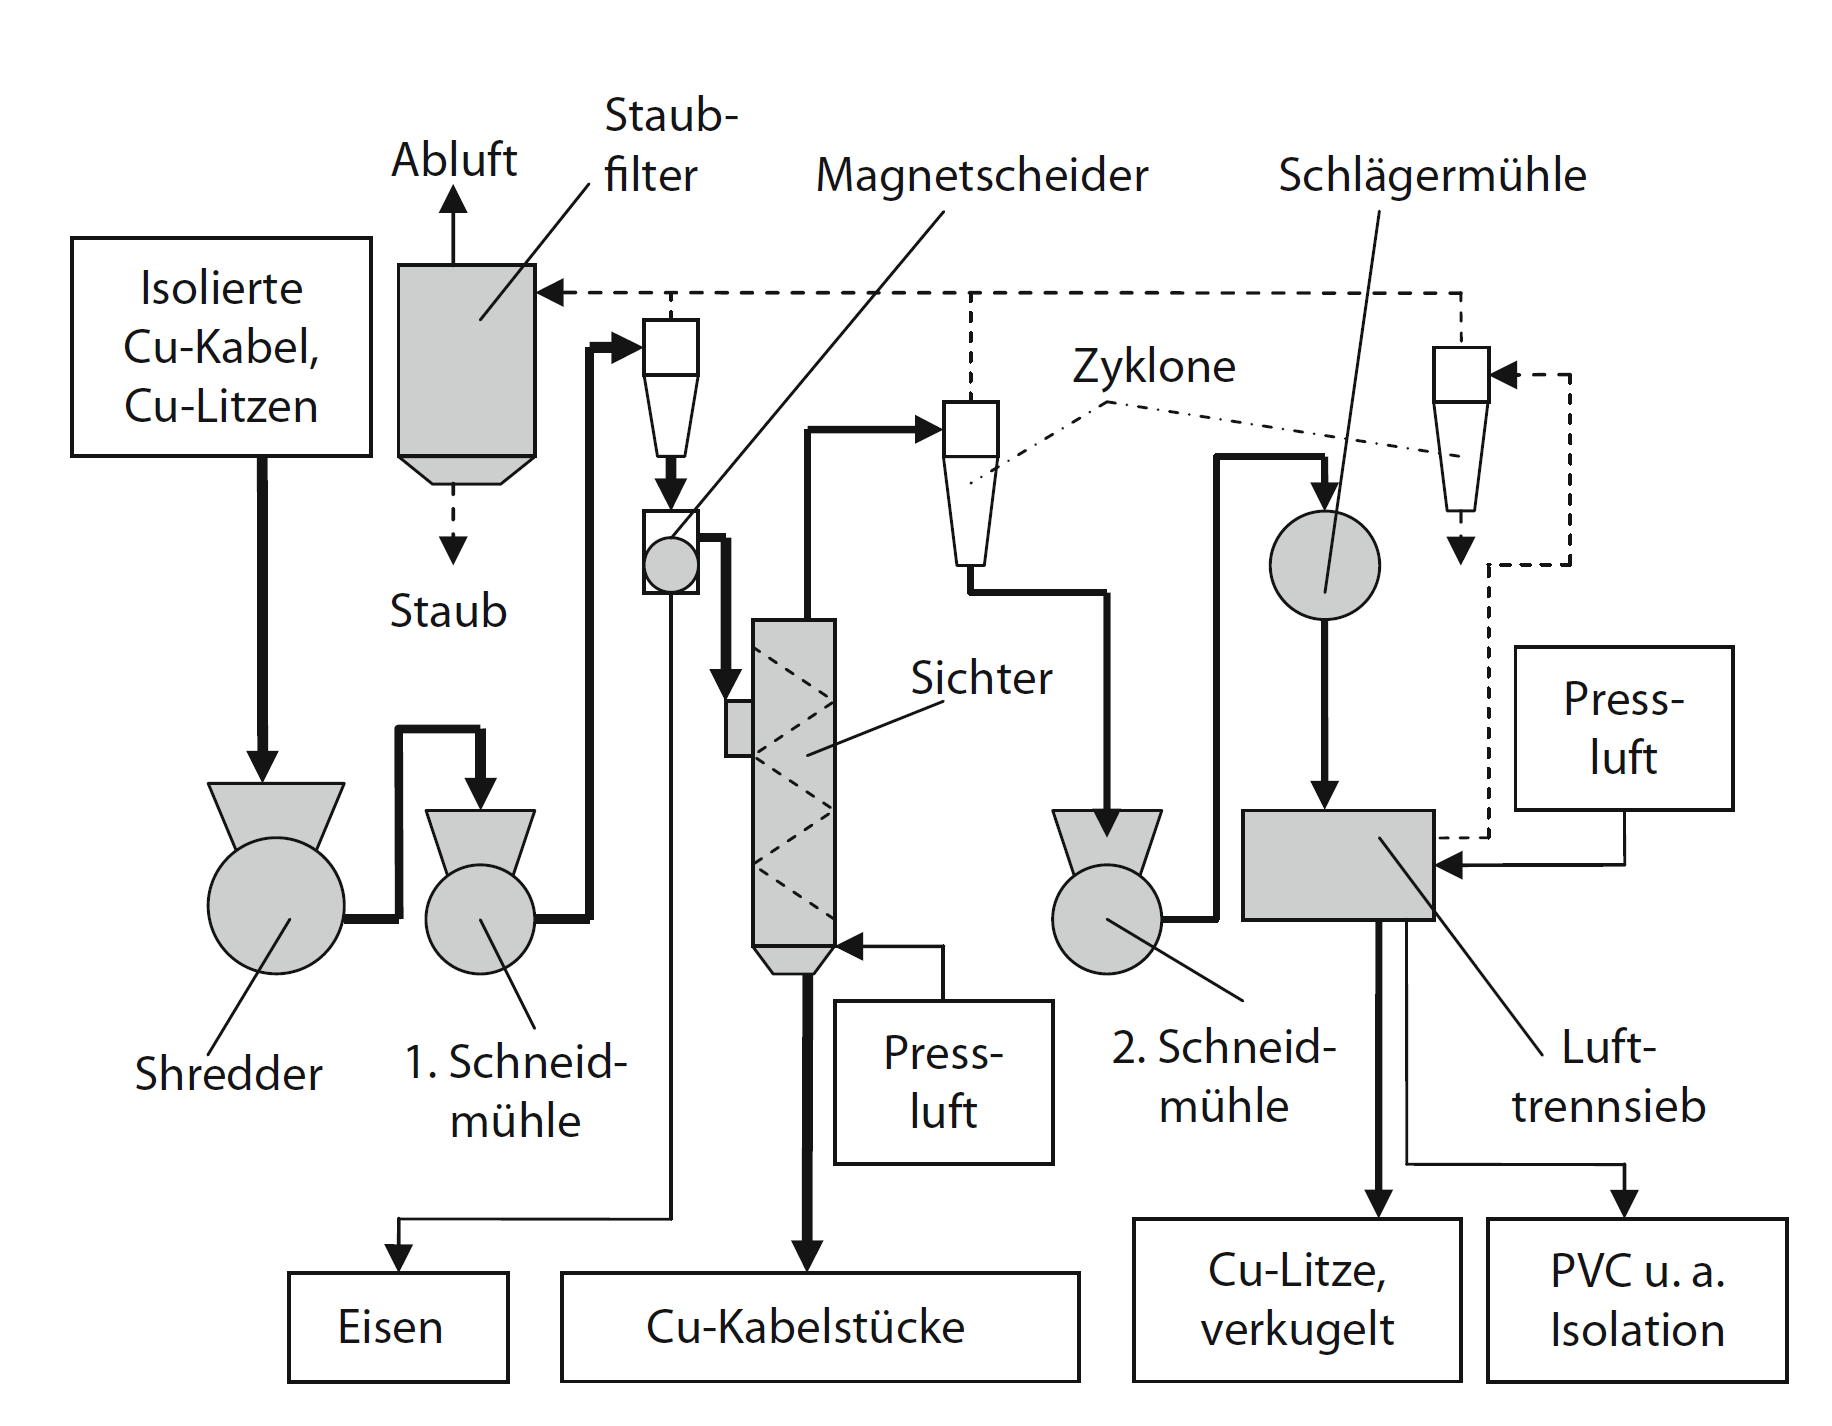 Staub-
filter
Abluft
Magnetscheider
Schlägermühle
Isolierte
Cu-Kabel,
Cu-Litzen
Zyklone
Staub
Sichter
Press-
luft
Shredder
1. Schneid-
mühle
Press-
luft
2. Schneid-
mühle
Luft-
trennsieb
Eisen
Cu-Kabelstücke
Cu-Litze,
verkugelt
PVC u. a.
Isolation